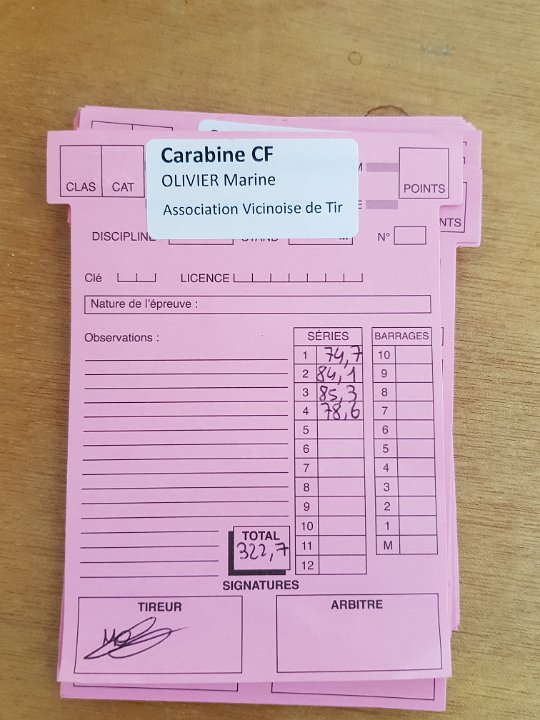 Carabine CF
OLIVIER Marine
Association Vicinoise de Tir
CLAS CAT
POINTS
DISCIPLINE
N°
Clé LICENCE
Nature de l'épreuve :
Observations :
SÉRIES BARRAGES
1 74,7 10
2 84,1 9
3 85,3 8
4 78,6 7
5 6
6 5
7 4
8 3
9 2
10 1
11 M
12
TOTAL
322,7
SIGNATURES
TIREUR ARBITRE